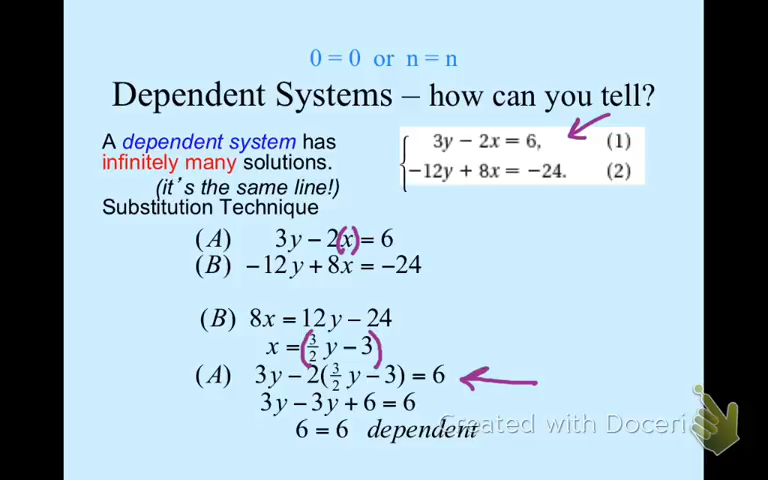 0 = 0 or n = n
Dependent Systems – how can you tell?
A dependent system has
infinitely many solutions.
(it's the same line!)
Substitution Technique
3y − 2x = 6, (1)
−12y + 8x = −24. (2)
(A) 3y − 2(x) = 6
(B) −12y + 8x = −24
(B) 8x = 12y − 24
x = (3/2 y − 3)
(A) 3y − 2(3/2 y − 3) = 6
3y − 3y + 6 = 6
6 = 6 dependent
Created with Doceri